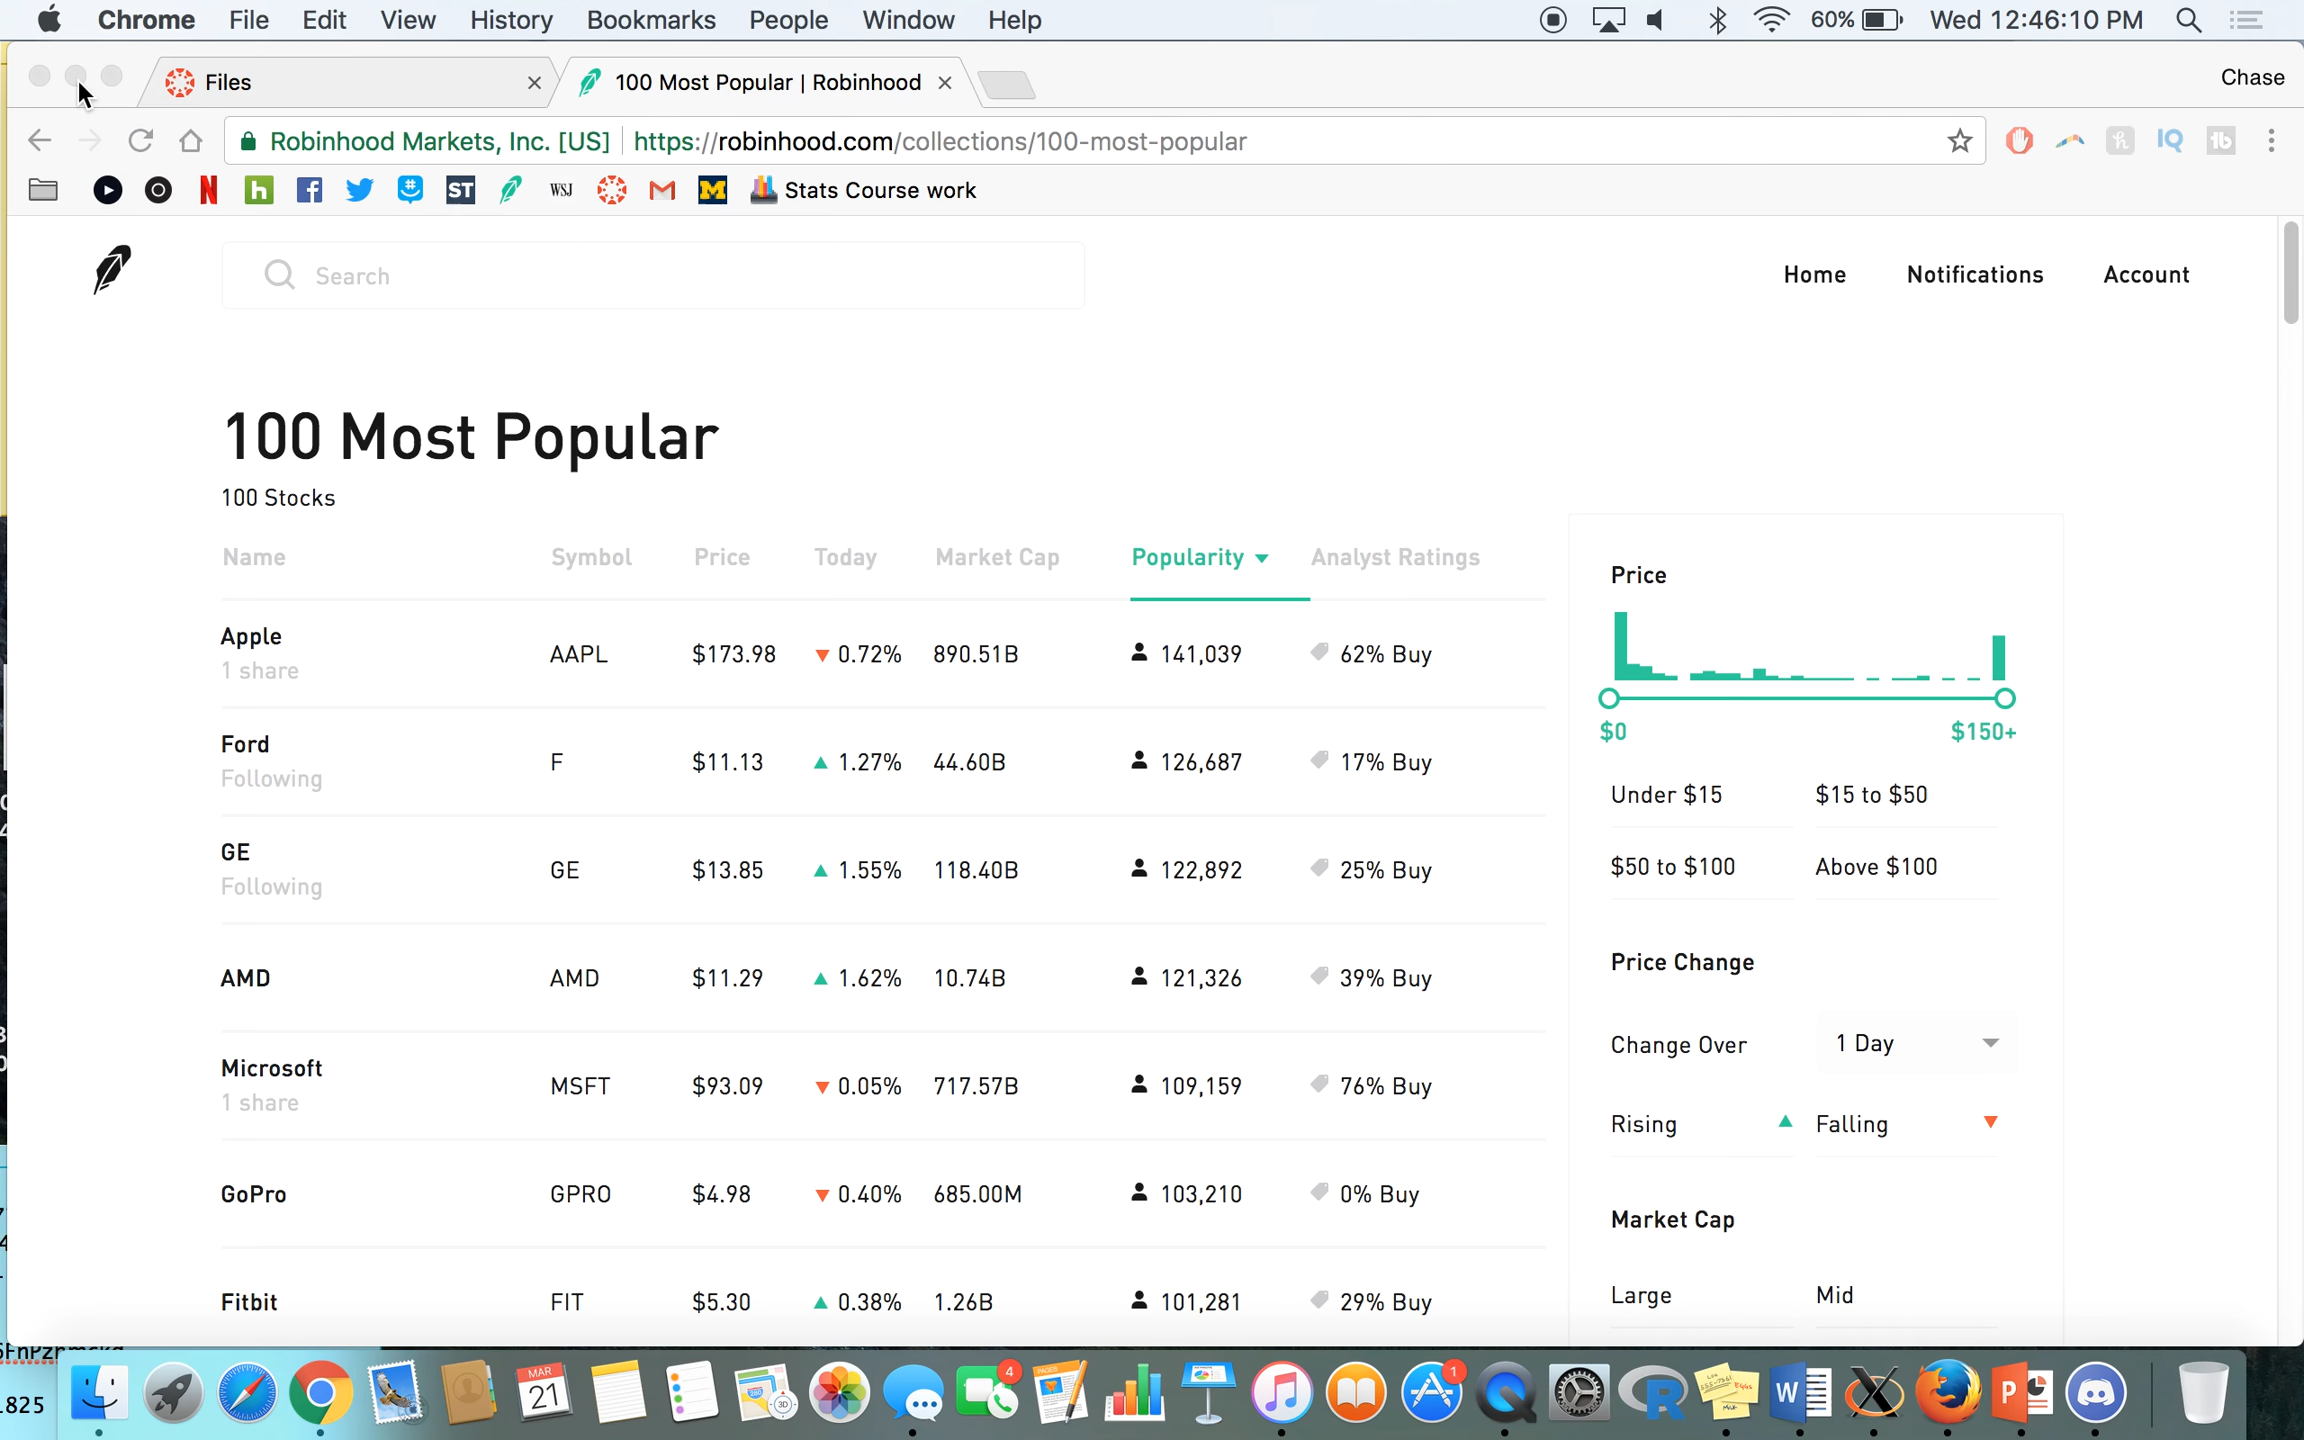 Chrome File Edit View History Bookmarks People Window Help 60% Wed 12:46:10 PM
Files 100 Most Popular | Robinhood Chase
Robinhood Markets, Inc. [US] https://robinhood.com/collections/100-most-popular
Stats Course work
Search Home Notifications Account
100 Most Popular
100 Stocks
Name Symbol Price Today Market Cap Popularity Analyst Ratings
Apple AAPL $173.98 0.72% 890.51B 141,039 62% Buy
1 share
Ford F $11.13 1.27% 44.60B 126,687 17% Buy
Following
GE GE $13.85 1.55% 118.40B 122,892 25% Buy
Following
AMD AMD $11.29 1.62% 10.74B 121,326 39% Buy
Microsoft MSFT $93.09 0.05% 717.57B 109,159 76% Buy
1 share
GoPro GPRO $4.98 0.40% 685.00M 103,210 0% Buy
Fitbit FIT $5.30 0.38% 1.26B 101,281 29% Buy
Price
$0 $150+
Under $15 $15 to $50
$50 to $100 Above $100
Price Change
Change Over 1 Day
Rising Falling
Market Cap
Large Mid
MAR
21
4
1